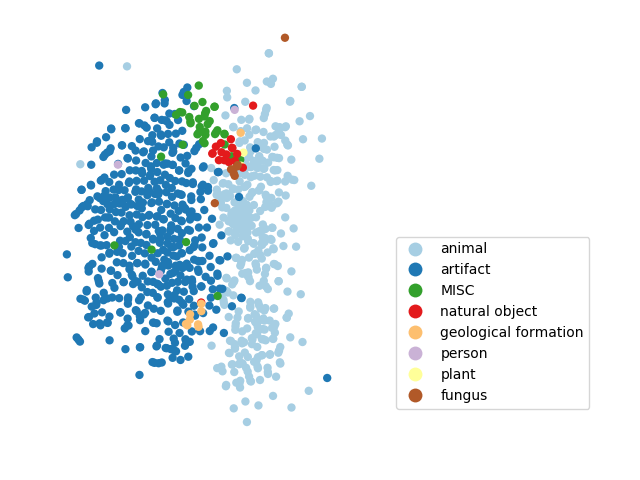 animal
artifact
MISC
natural object
geological formation
person
plant
fungus